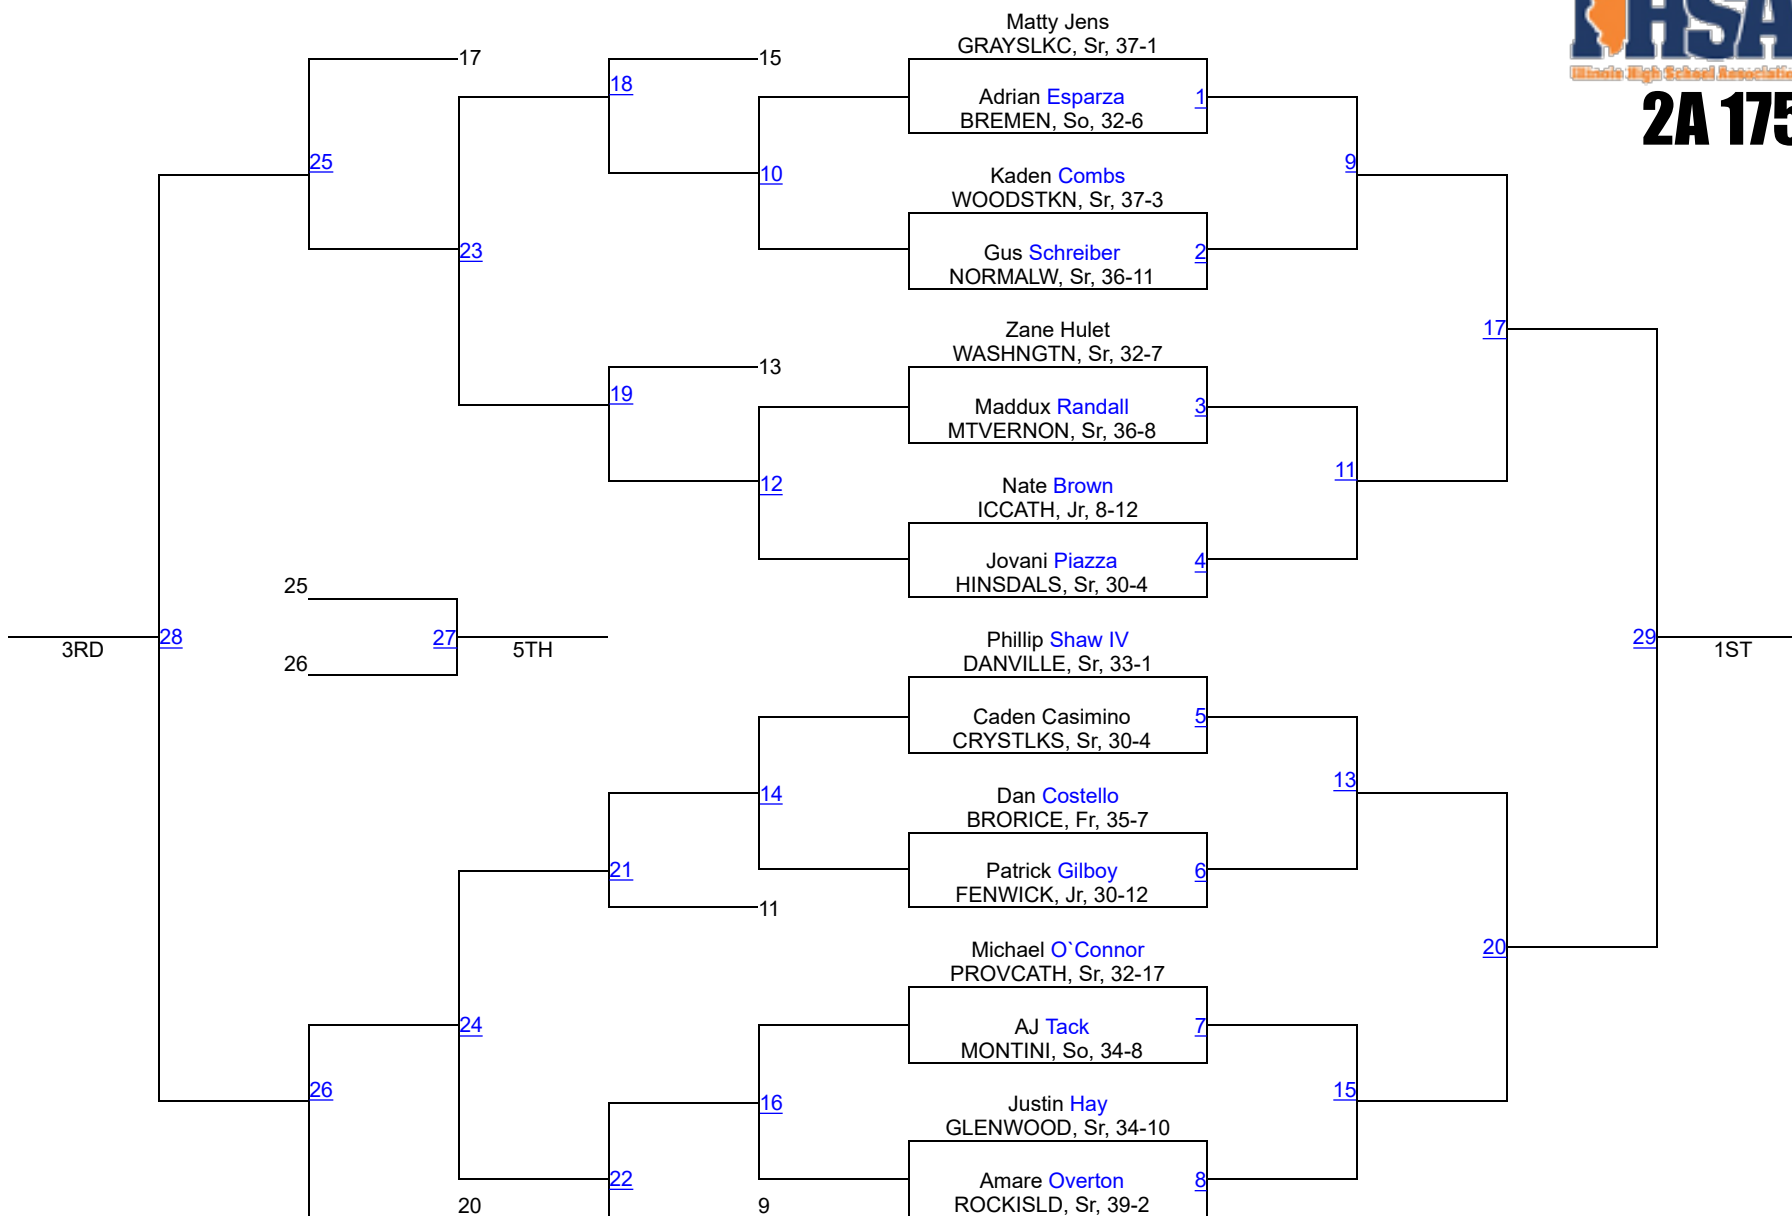 Matty Jens
GRAYSLKC, Sr, 37-1
IHSA
Illinois High School Association
17
15
18
Adrian Esparza
1
BREMEN, So, 32-6
2A 175
25
10
Kaden Combs
9
WOODSTKN, Sr, 37-3
23
Gus Schreiber
2
NORMALW, Sr, 36-11
Zane Hulet
17
WASHNGTN, Sr, 32-7
13
19
Maddux Randall
3
MTVERNON, Sr, 36-8
12
Nate Brown
11
ICCATH, Jr, 8-12
Jovani Piazza
4
HINSDALS, Sr, 30-4
25
3RD
28
27
5TH
Phillip Shaw IV
29
1ST
26
DANVILLE, Sr, 33-1
Caden Casimino
5
CRYSTLKS, Sr, 30-4
14
Dan Costello
13
BRORICE, Fr, 35-7
21
Patrick Gilboy
6
FENWICK, Jr, 30-12
11
Michael O`Connor
20
PROVCATH, Sr, 32-17
24
AJ Tack
7
MONTINI, So, 34-8
26
16
Justin Hay
15
GLENWOOD, Sr, 34-10
22
Amare Overton
8
20
9
ROCKISLD, Sr, 39-2